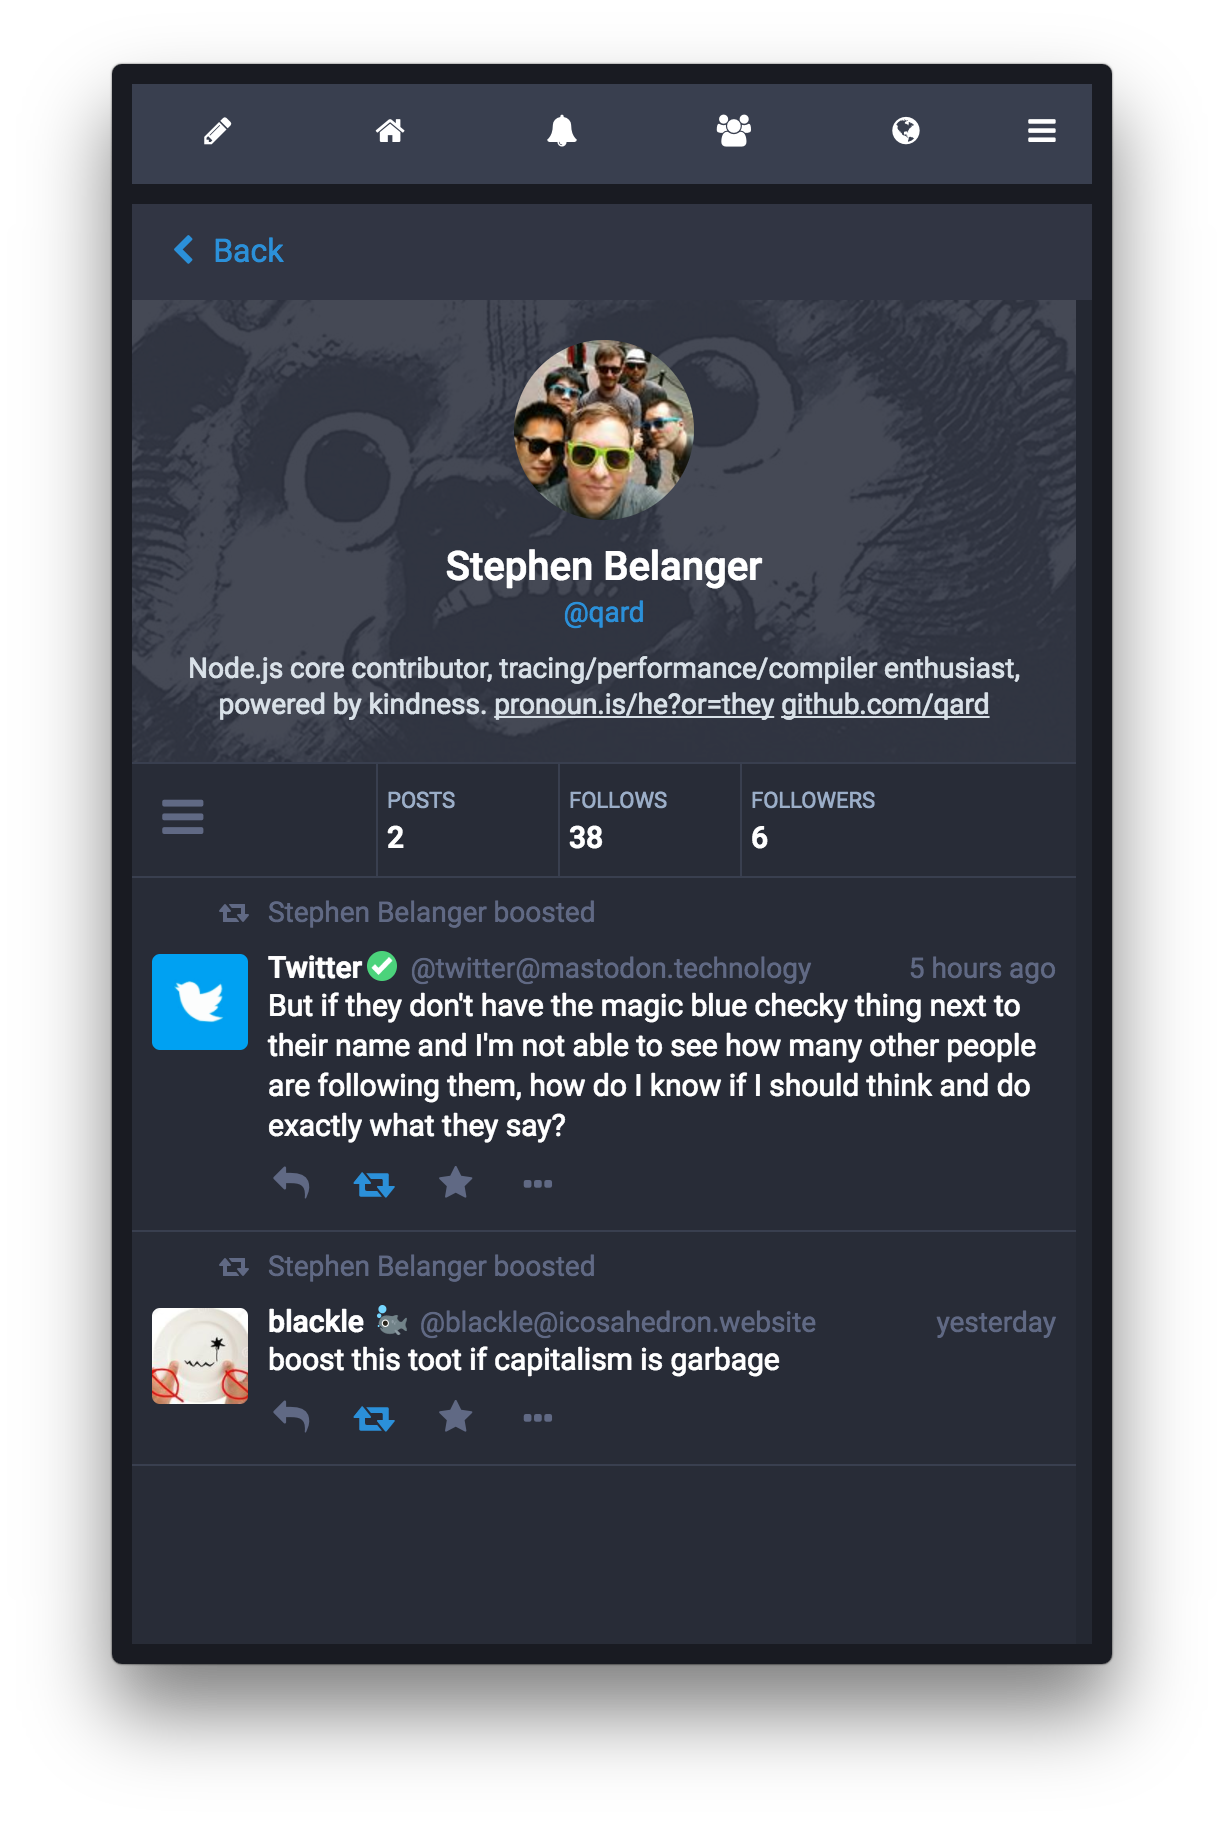 Back
Stephen Belanger
@qard
Node.js core contributor, tracing/performance/compiler enthusiast,
powered by kindness. pronoun.is/he?or=they github.com/qard
POSTS
2
FOLLOWS
38
FOLLOWERS
6
Stephen Belanger boosted
Twitter✅ @twitter@mastodon.technology 5 hours ago
But if they don't have the magic blue checky thing next to
their name and I'm not able to see how many other people
are following them, how do I know if I should think and do
exactly what they say?
Stephen Belanger boosted
blackle @blackle@icosahedron.website yesterday
boost this toot if capitalism is garbage